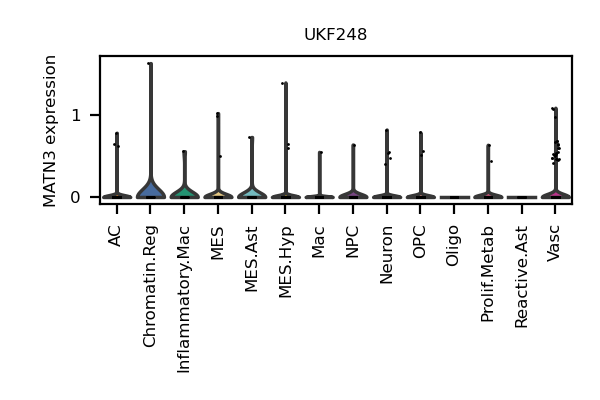 UKF248
MATN3 expression
1
0
AC
Chromatin.Reg
Inflammatory.Mac
MES
MES.Ast
MES.Hyp
Mac
NPC
Neuron
OPC
Oligo
Prolif.Metab
Reactive.Ast
Vasc